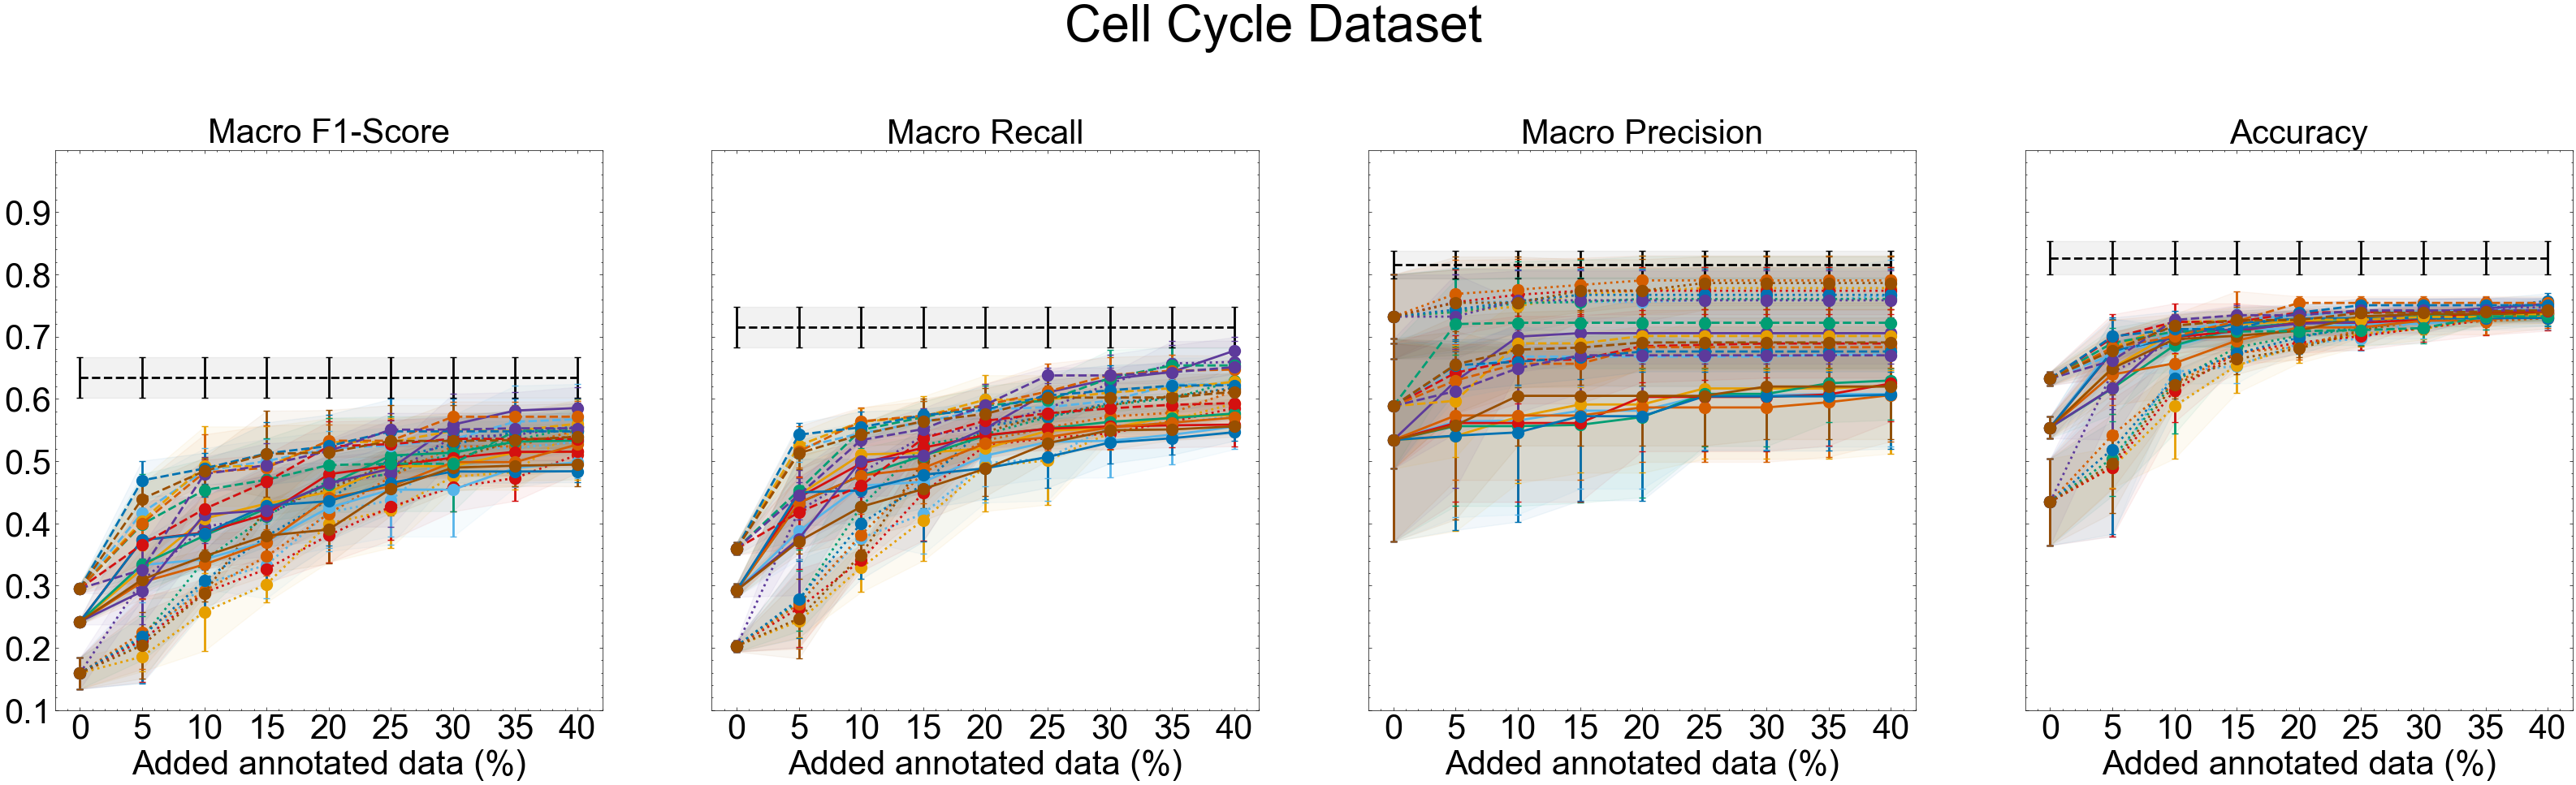 Cell Cycle Dataset
Macro F1-Score
Macro Recall
Macro Precision
Accuracy
0.9
0.8
0.7
0.6
0.5
0.4
0.3
0.2
0.1
0 5 10 15 20 25 30 35 40
0 5 10 15 20 25 30 35 40
0 5 10 15 20 25 30 35 40
0 5 10 15 20 25 30 35 40
Added annotated data (%)
Added annotated data (%)
Added annotated data (%)
Added annotated data (%)